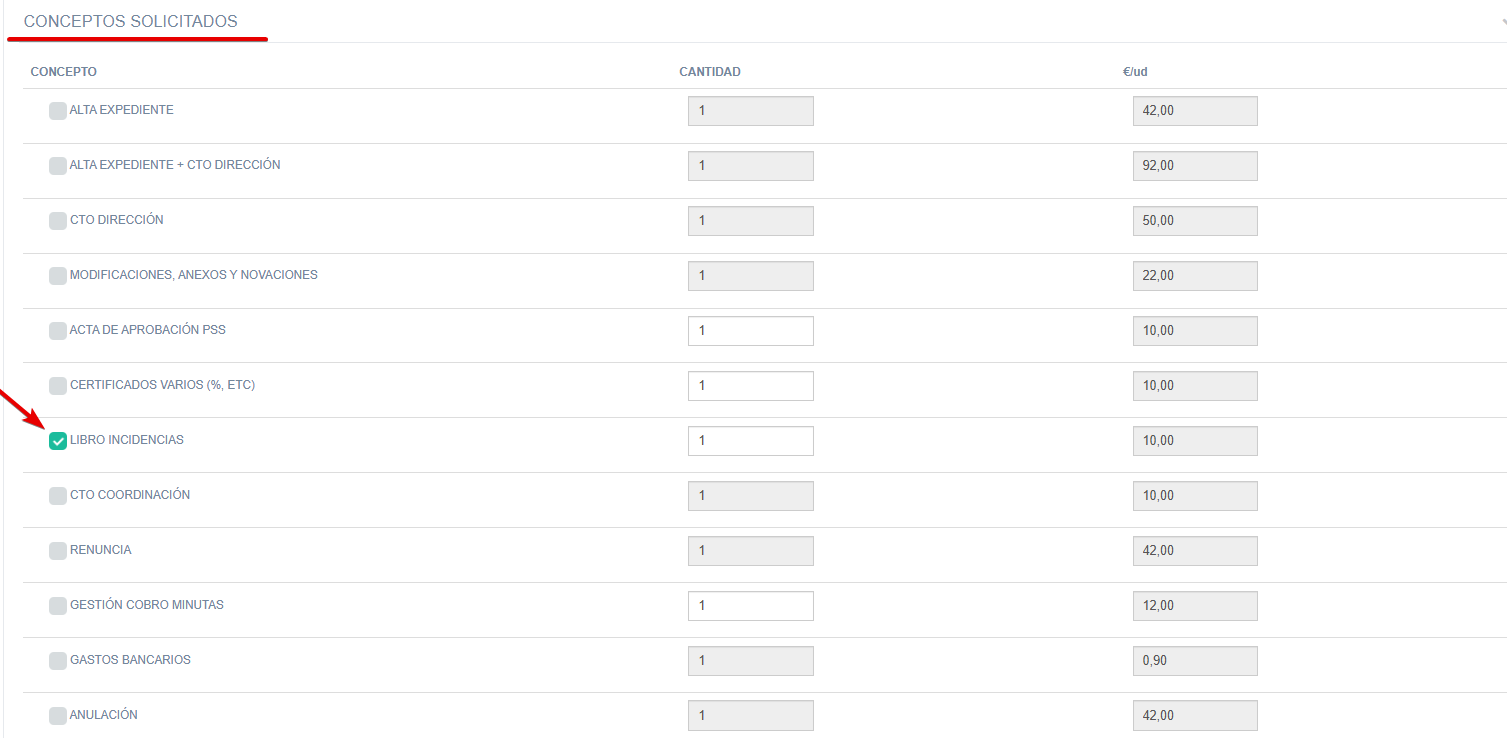 CONCEPTOS SOLICITADOS
CONCEPTO CANTIDAD €/ud
ALTA EXPEDIENTE 1 42,00
ALTA EXPEDIENTE + CTO DIRECCIÓN 1 92,00
CTO DIRECCIÓN 1 50,00
MODIFICACIONES, ANEXOS Y NOVACIONES 1 22,00
ACTA DE APROBACIÓN PSS 1 10,00
CERTIFICADOS VARIOS (%, ETC) 1 10,00
LIBRO INCIDENCIAS 1 10,00
CTO COORDINACIÓN 1 10,00
RENUNCIA 1 42,00
GESTIÓN COBRO MINUTAS 1 12,00
GASTOS BANCARIOS 1 0,90
ANULACIÓN 1 42,00